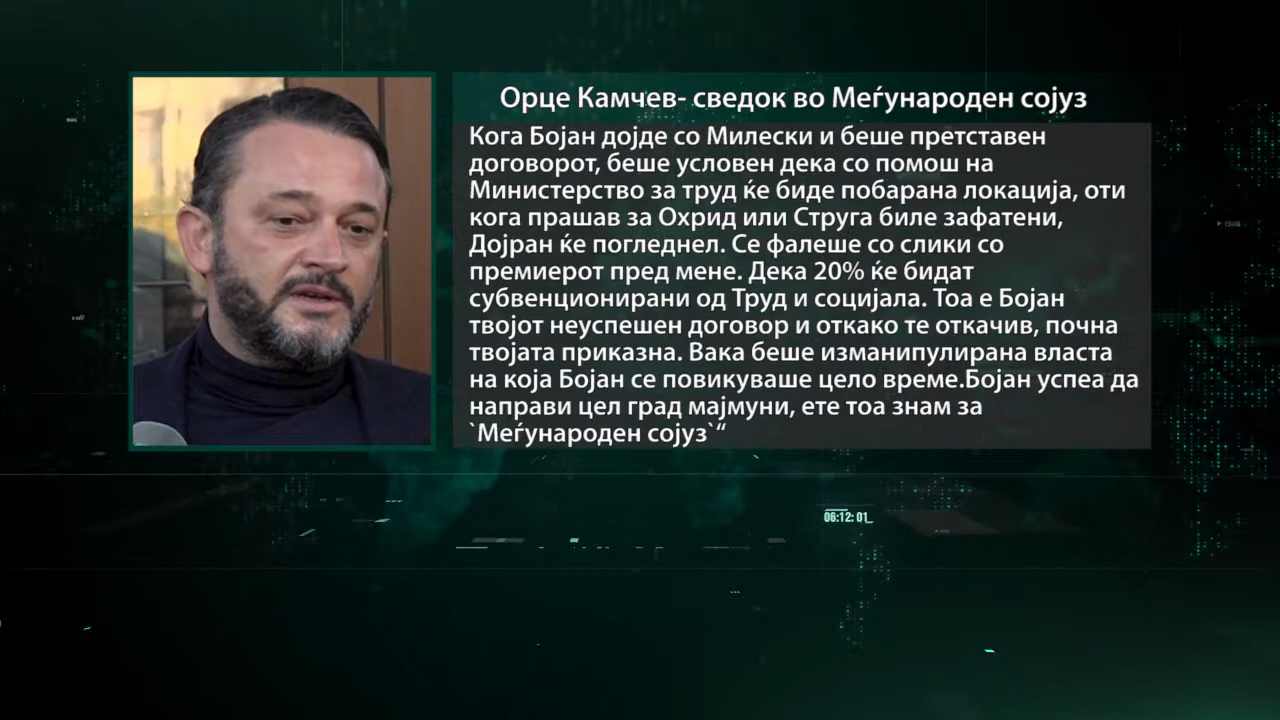 Орце Камчев- сведок во Меѓународен сојуз
Кога Бојан дојде со Милески и беше претставен
договорот, беше условен дека со помош на
Министерство за труд ќе биде побарана локација, оти
кога прашав за Охрид или Струга биле зафатени,
Дојран ќе погледнел. Се фалеше со слики со
премиерот пред мене. Дека 20% ќе бидат
субвенционирани од Труд и социјала. Тоа е Бојан
твојот неуспешен договор и откако те откачив, почна
твојата приказна. Вака беше изманипулирана власта
на која Бојан се повикуваше цело време.Бојан успеа да
направи цел град мајмуни, ете тоа знам за
`Меѓународен сојуз`“
06:12: 01_